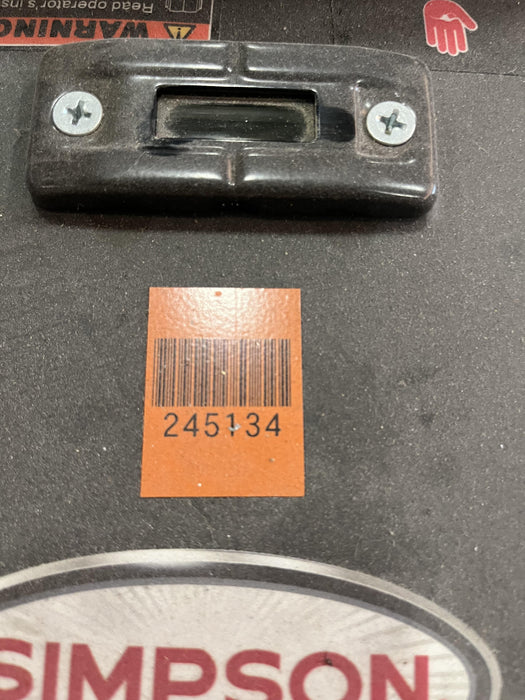 WARNING
Read operator's ins
245134
SIMPSON